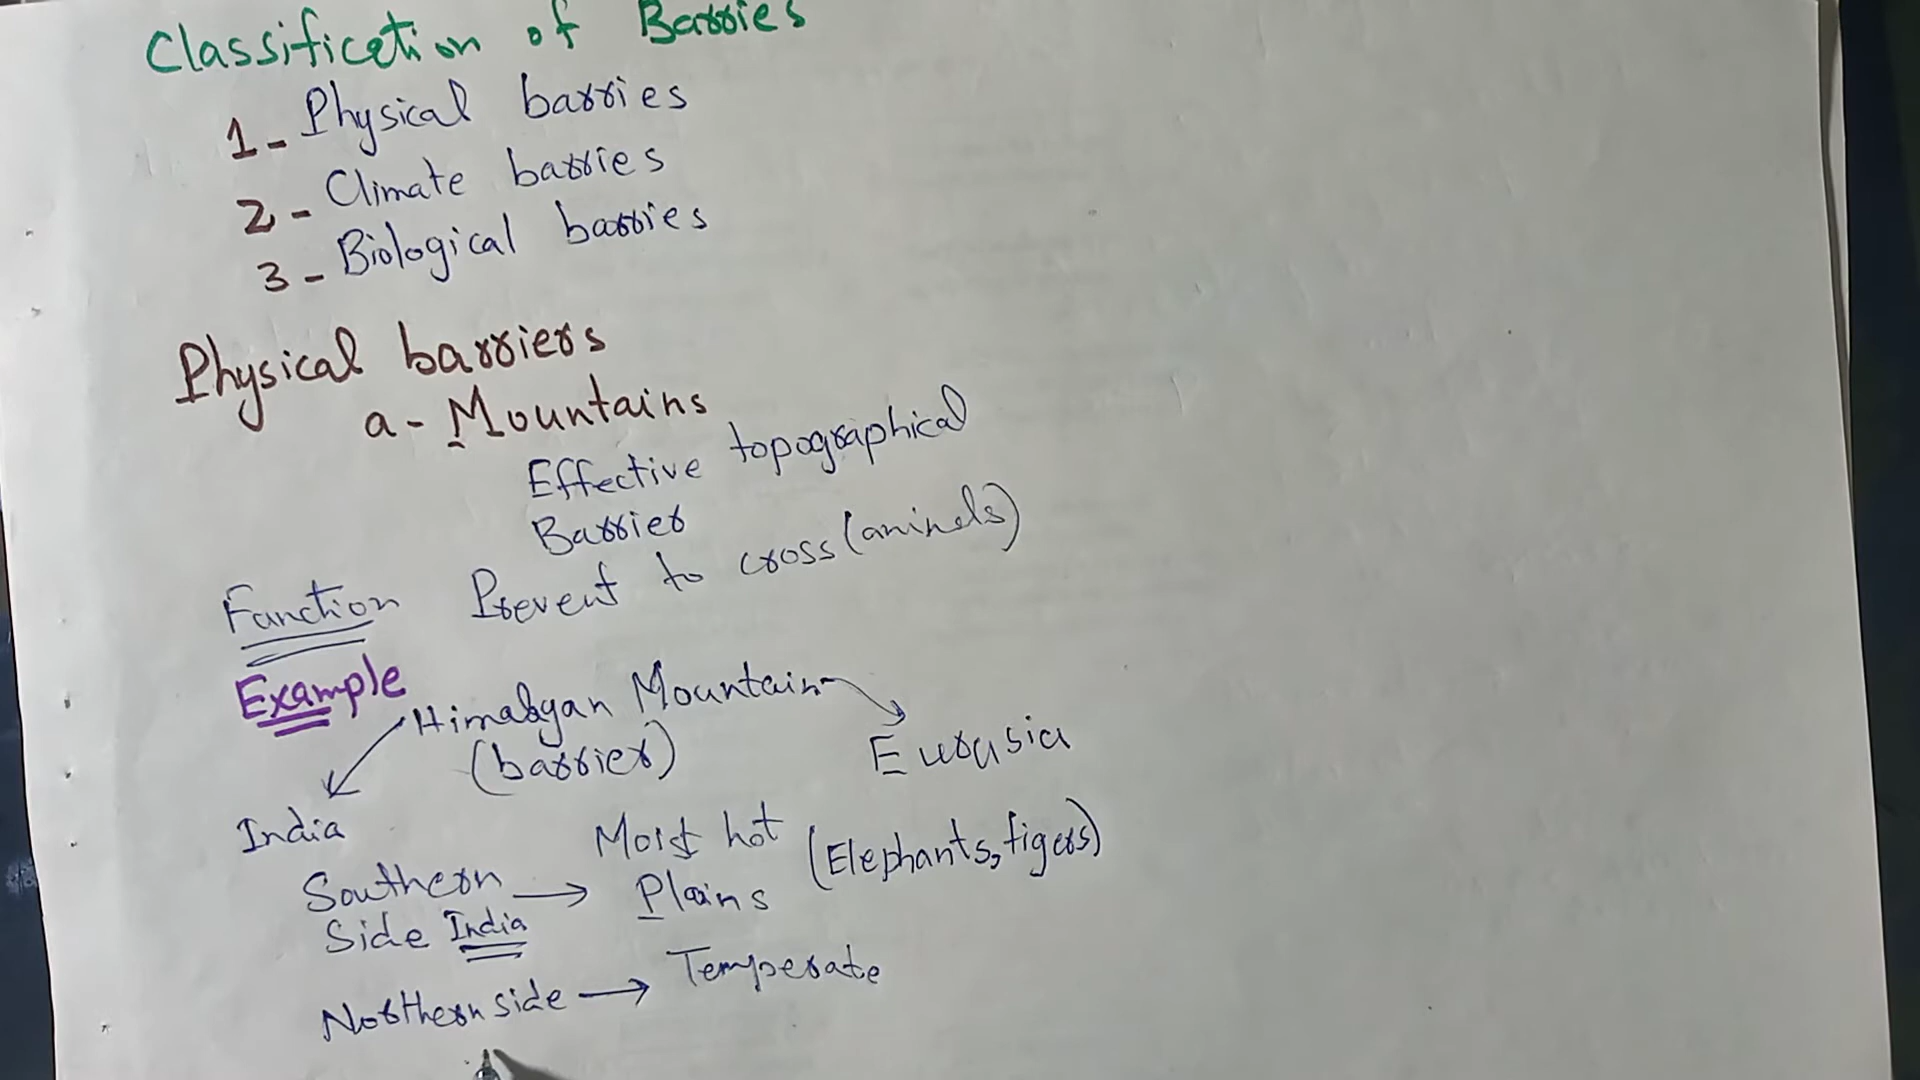 Classification of Barries
1- Physical barries
2- Climate barries
3- Biological barries
Physical barriers
a- Mountains
Effective topographical
Barrier
Function Prevent to cross (aninels)
Example
Himalayan Mountain
(barrier)
Eurasia
India
Southern Side India → Moist hot Plains (Elephants, tigers)
Northern side → Temperate